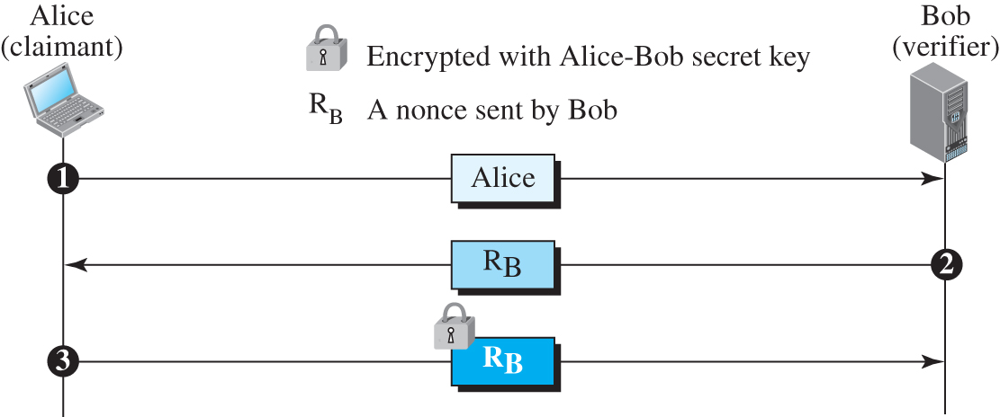 Alice
(claimant)
Bob
(verifier)
Encrypted with Alice-Bob secret key
R_B A nonce sent by Bob
1
Alice
R_B
2
3
R_B